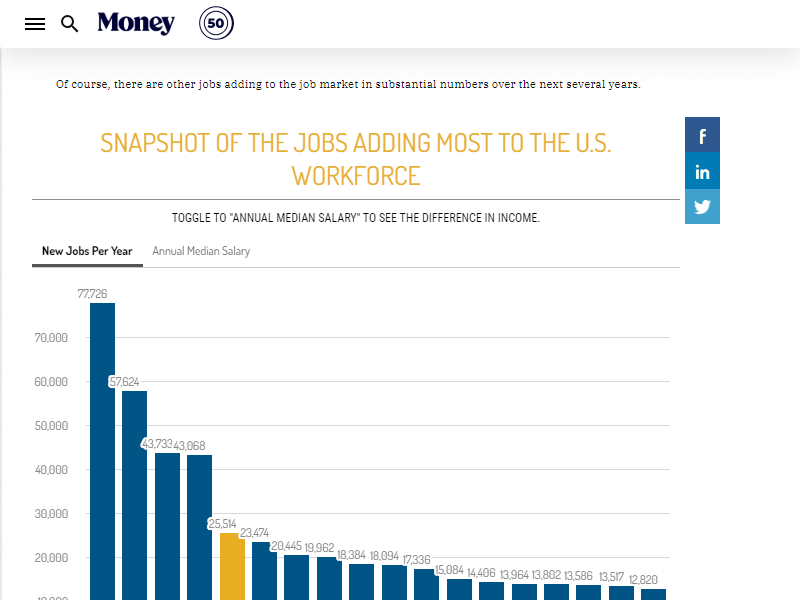 Money
50
Of course, there are other jobs adding to the job market in substantial numbers over the next several years.
SNAPSHOT OF THE JOBS ADDING MOST TO THE U.S.
WORKFORCE
f
in
TOGGLE TO "ANNUAL MEDIAN SALARY" TO SEE THE DIFFERENCE IN INCOME.
New Jobs Per Year Annual Median Salary
77,726
70,000
60,000
57,624
50,000
43,733 43,068
40,000
30,000
25,514
23,474
20,445 19,962
20,000
18,384 18,094
17,336
15,084 14,406 13,964 13,802 13,586 13,517 12,820
10,000